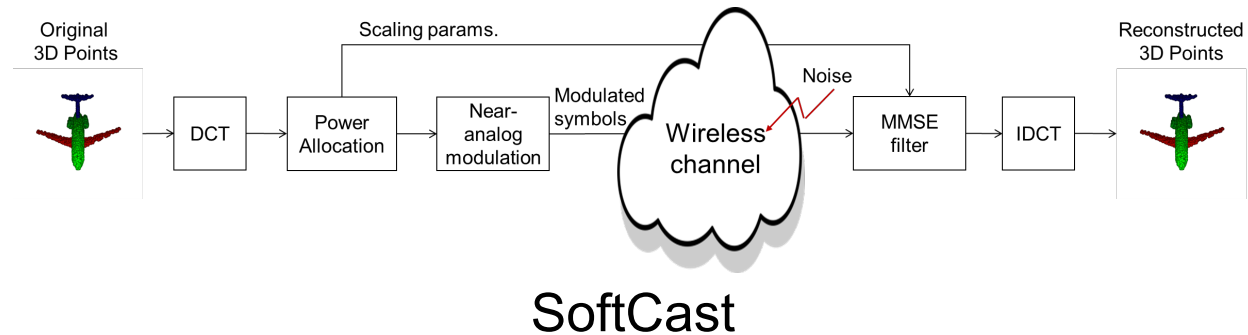 Original
3D Points
Scaling params.
Reconstructed
3D Points
Noise
DCT
Power
Allocation
Near-
analog
modulation
Modulated
symbols
Wireless
channel
MMSE
filter
IDCT
SoftCast